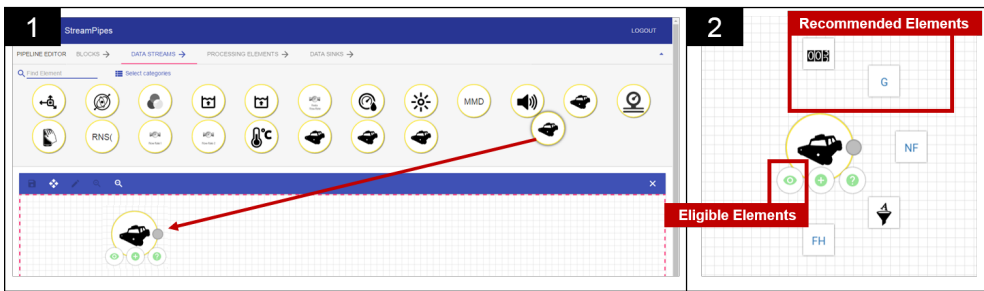 1
StreamPipes
LOGOUT
PIPELINE EDITOR BLOCKS → DATA STREAMS → PROCESSING ELEMENTS → DATA SINKS →
Find Element
Select categories
MMD
RNS(
°C
2
Recommended Elements
G
NF
Eligible Elements
A
FH